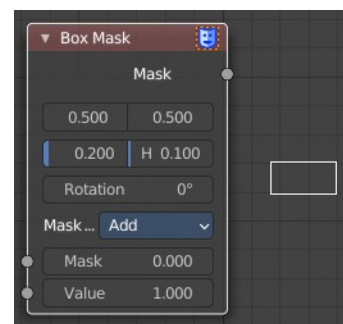 Box Mask
Mask
0.500 0.500
0.200 H 0.100
Rotation 0°
Mask ... Add
Mask 0.000
Value 1.000